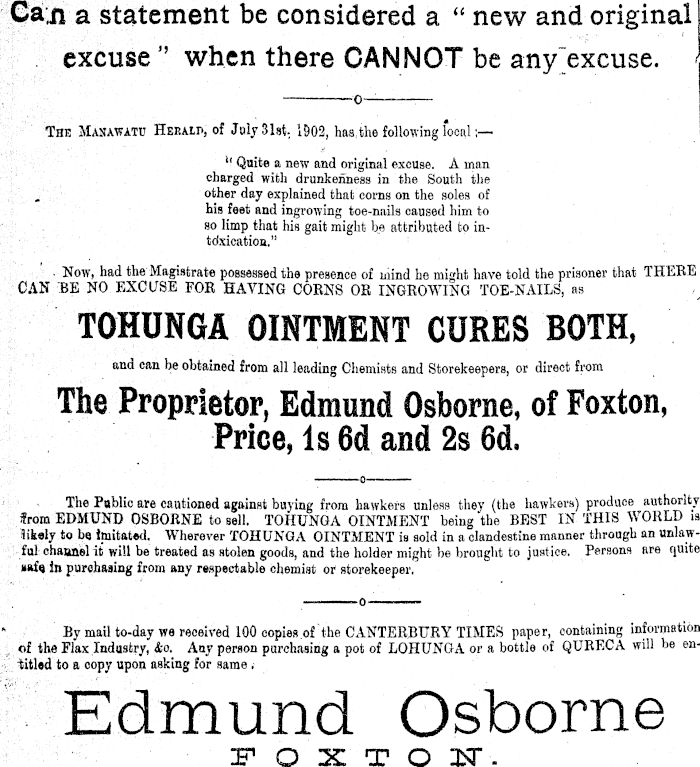 Can a statement be considered a “ new and original
excuse ” when there CANNOT be any excuse.
THE MANAWATU HERALD, of July 31st, 1902, has the following local :—
“ Quite a new and original excuse. A man
charged with drunkenness in the South the
other day explained that corns on the soles of
his feet and ingrowing toe-nails caused him to
so limp that his gait might be attributed to in-
toxication.”
Now, had the Magistrate possessed the presence of mind he might have told the prisoner that THERE
CAN BE NO EXCUSE FOR HAVING CORNS OR INGROWING TOE-NAILS, as
TOHUNGA OINTMENT CURES BOTH,
and can be obtained from all leading Chemists and Storekeepers, or direct from
The Proprietor, Edmund Osborne, of Foxton,
Price, 1s 6d and 2s 6d.
The Public are cautioned against buying from hawkers unless they (the hawkers) produce authority
from EDMUND OSBORNE to sell. TOHUNGA OINTMENT being the BEST IN THIS WORLD is
likely to be imitated. Wherever TOHUNGA OINTMENT is sold in a clandestine manner through an unlaw-
ful channel it will be treated as stolen goods, and the holder might be brought to justice. Persons are quite
safe in purchasing from any respectable chemist or storekeeper.
By mail to-day we received 100 copies of the CANTERBURY TIMES paper, containing information
of the Flax Industry, &c. Any person purchasing a pot of LOHUNGA or a bottle of QURECA will be en-
titled to a copy upon asking for same.
Edmund Osborne
FOXTON.